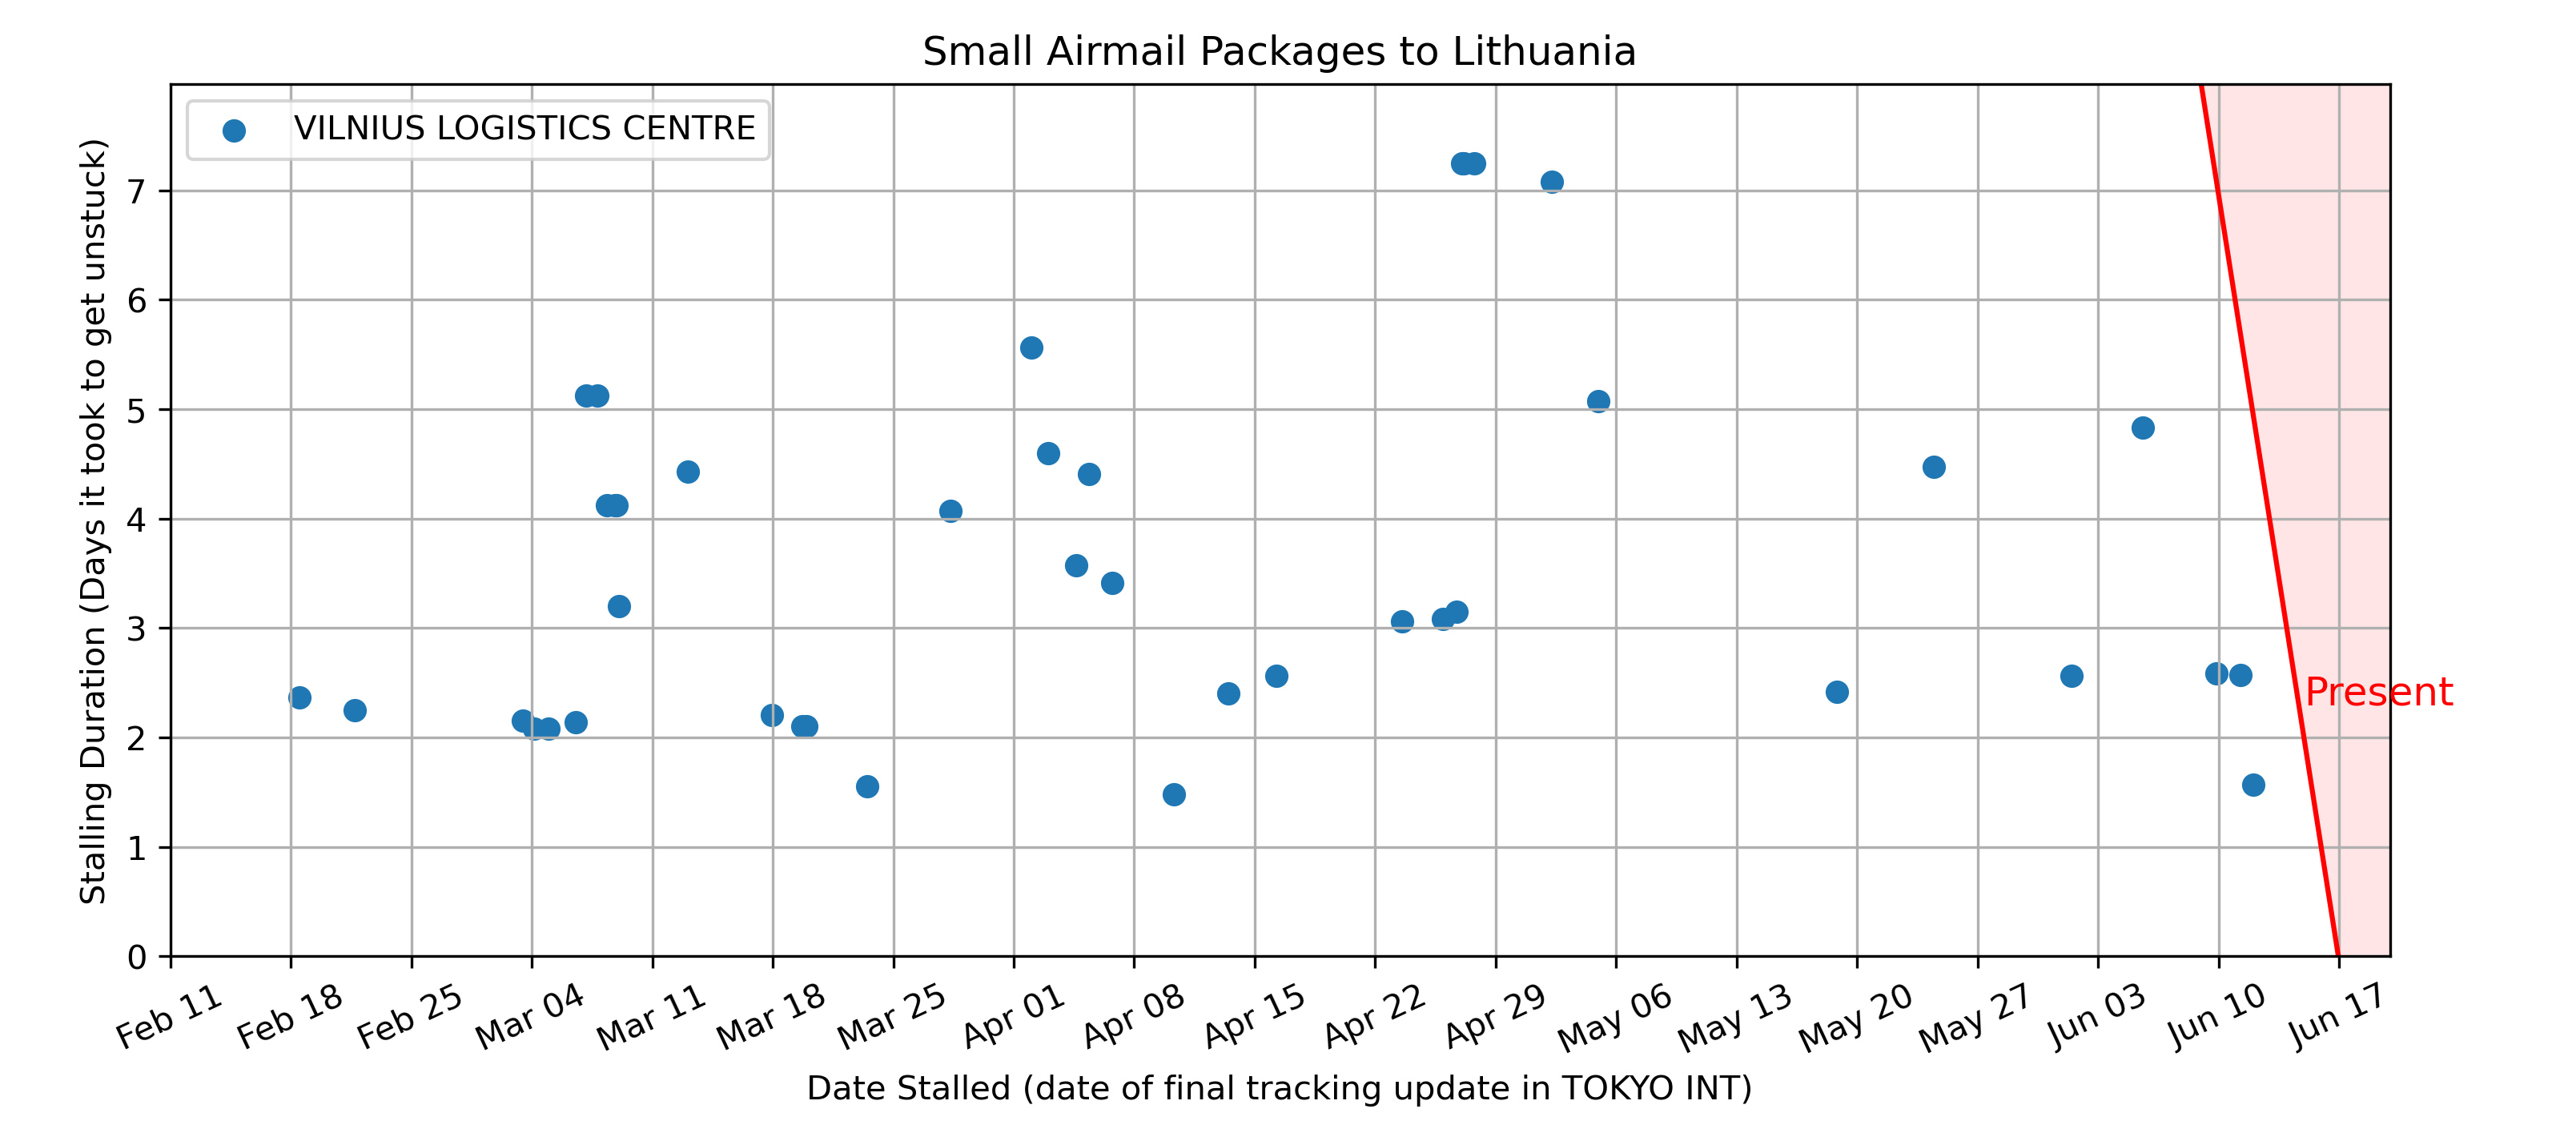 Small Airmail Packages to Lithuania
VILNIUS LOGISTICS CENTRE
Stalling Duration (Days it took to get unstuck)
7
6
5
4
3
2
1
0
Present
Feb 11
Feb 18
Feb 25
Mar 04
Mar 11
Mar 18
Mar 25
Apr 01
Apr 08
Apr 15
Apr 22
Apr 29
May 06
May 13
May 20
May 27
Jun 03
Jun 10
Jun 17
Date Stalled (date of final tracking update in TOKYO INT)